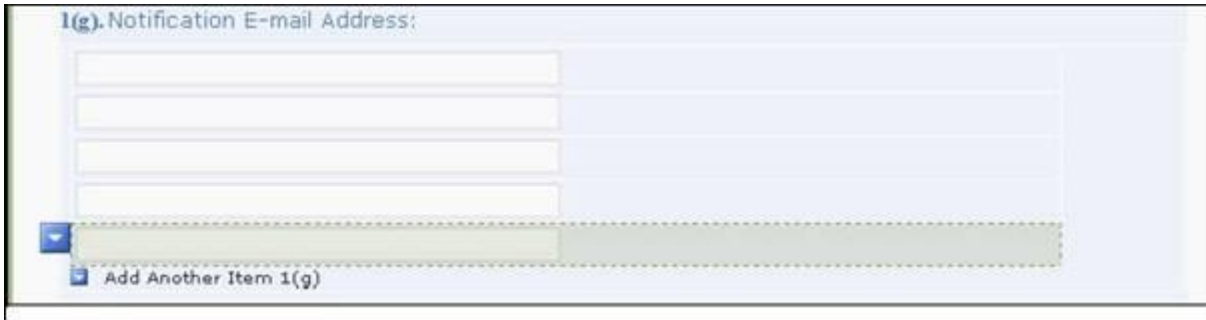 1(g). Notification E-mail Address:
Add Another Item 1(g)